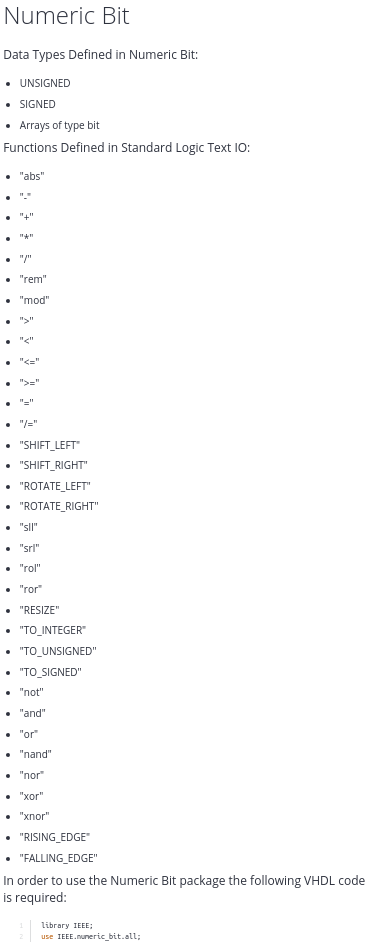 Numeric Bit
Data Types Defined in Numeric Bit:
• UNSIGNED
• SIGNED
• Arrays of type bit
Functions Defined in Standard Logic Text IO:
• "abs"
• "-"
• "+"
• "*"
• "/"
• "rem"
• "mod"
• ">"
• "<"
• "<="
• ">="
• "="
• "/="
• "SHIFT_LEFT"
• "SHIFT_RIGHT"
• "ROTATE_LEFT"
• "ROTATE_RIGHT"
• "sll"
• "srl"
• "rol"
• "ror"
• "RESIZE"
• "TO_INTEGER"
• "TO_UNSIGNED"
• "TO_SIGNED"
• "not"
• "and"
• "or"
• "nand"
• "nor"
• "xor"
• "xnor"
• "RISING_EDGE"
• "FALLING_EDGE"
In order to use the Numeric Bit package the following VHDL code
is required:
1 library IEEE;
2 use IEEE.numeric_bit.all;